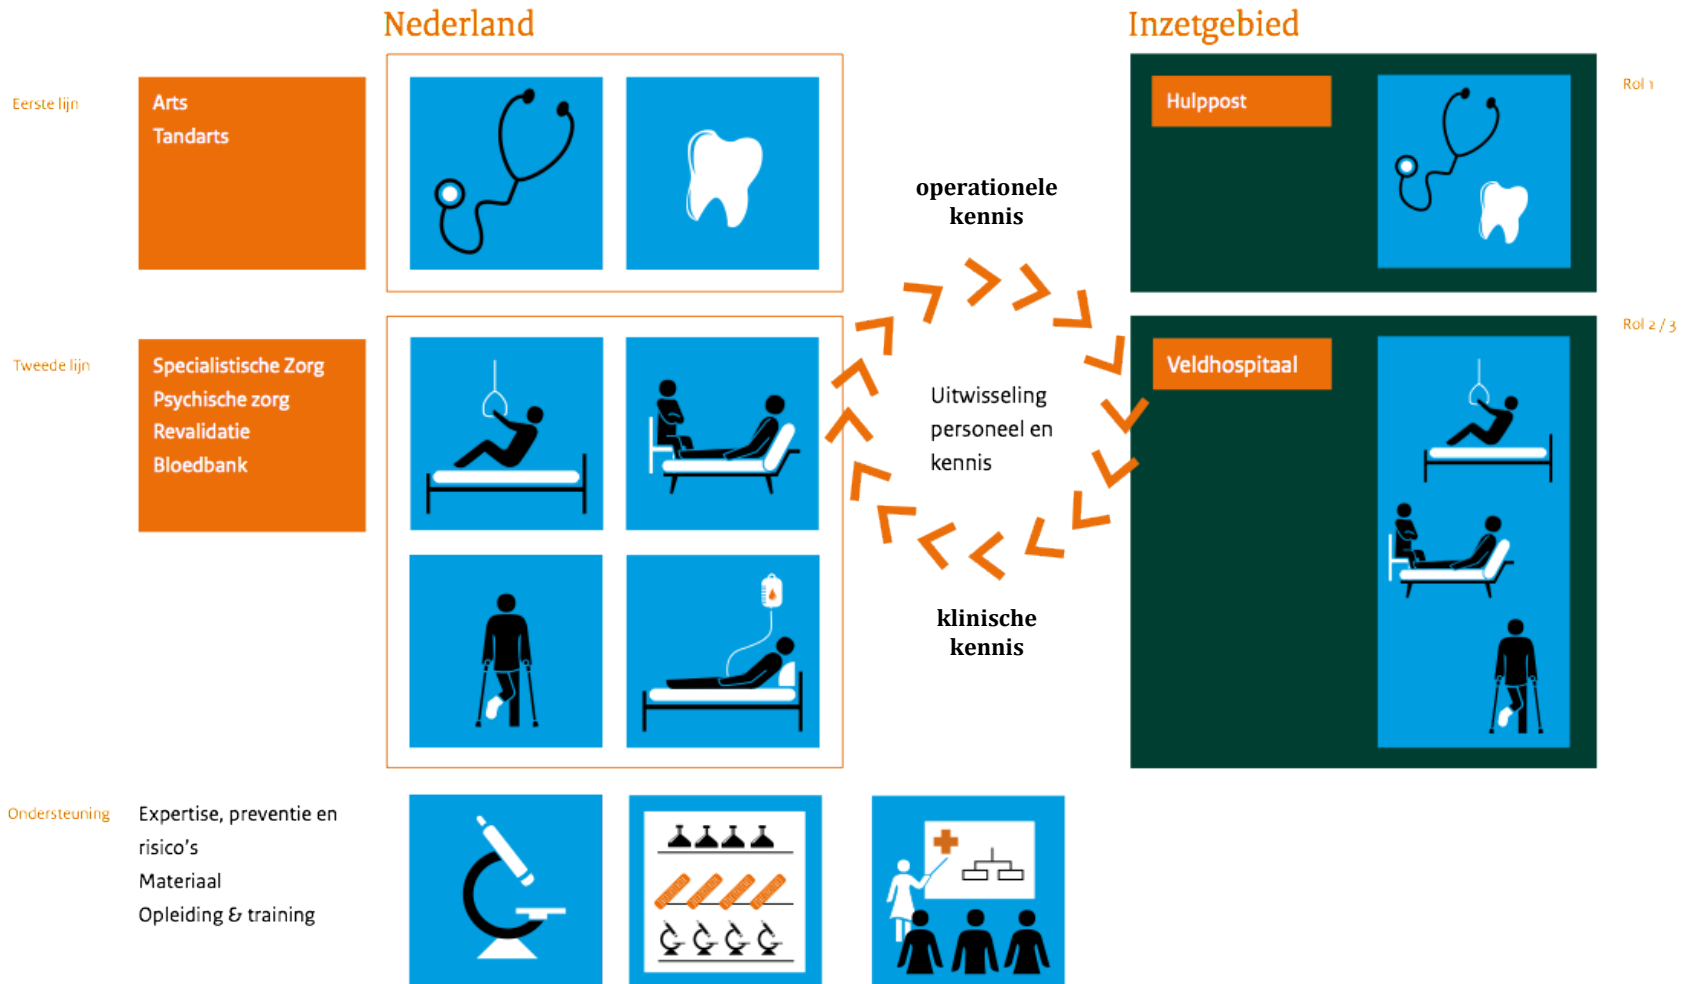 Nederland
Inzetgebied
Eerste lijn
Arts
Tandarts
Hulppost
Rol 1
operationele
kennis
Tweede lijn
Specialistische Zorg
Psychische zorg
Revalidatie
Bloedbank
Uitwisseling
personeel en
kennis
Veldhospitaal
Rol 2 / 3
klinische
kennis
Ondersteuning
Expertise, preventie en
risico's
Materiaal
Opleiding & training